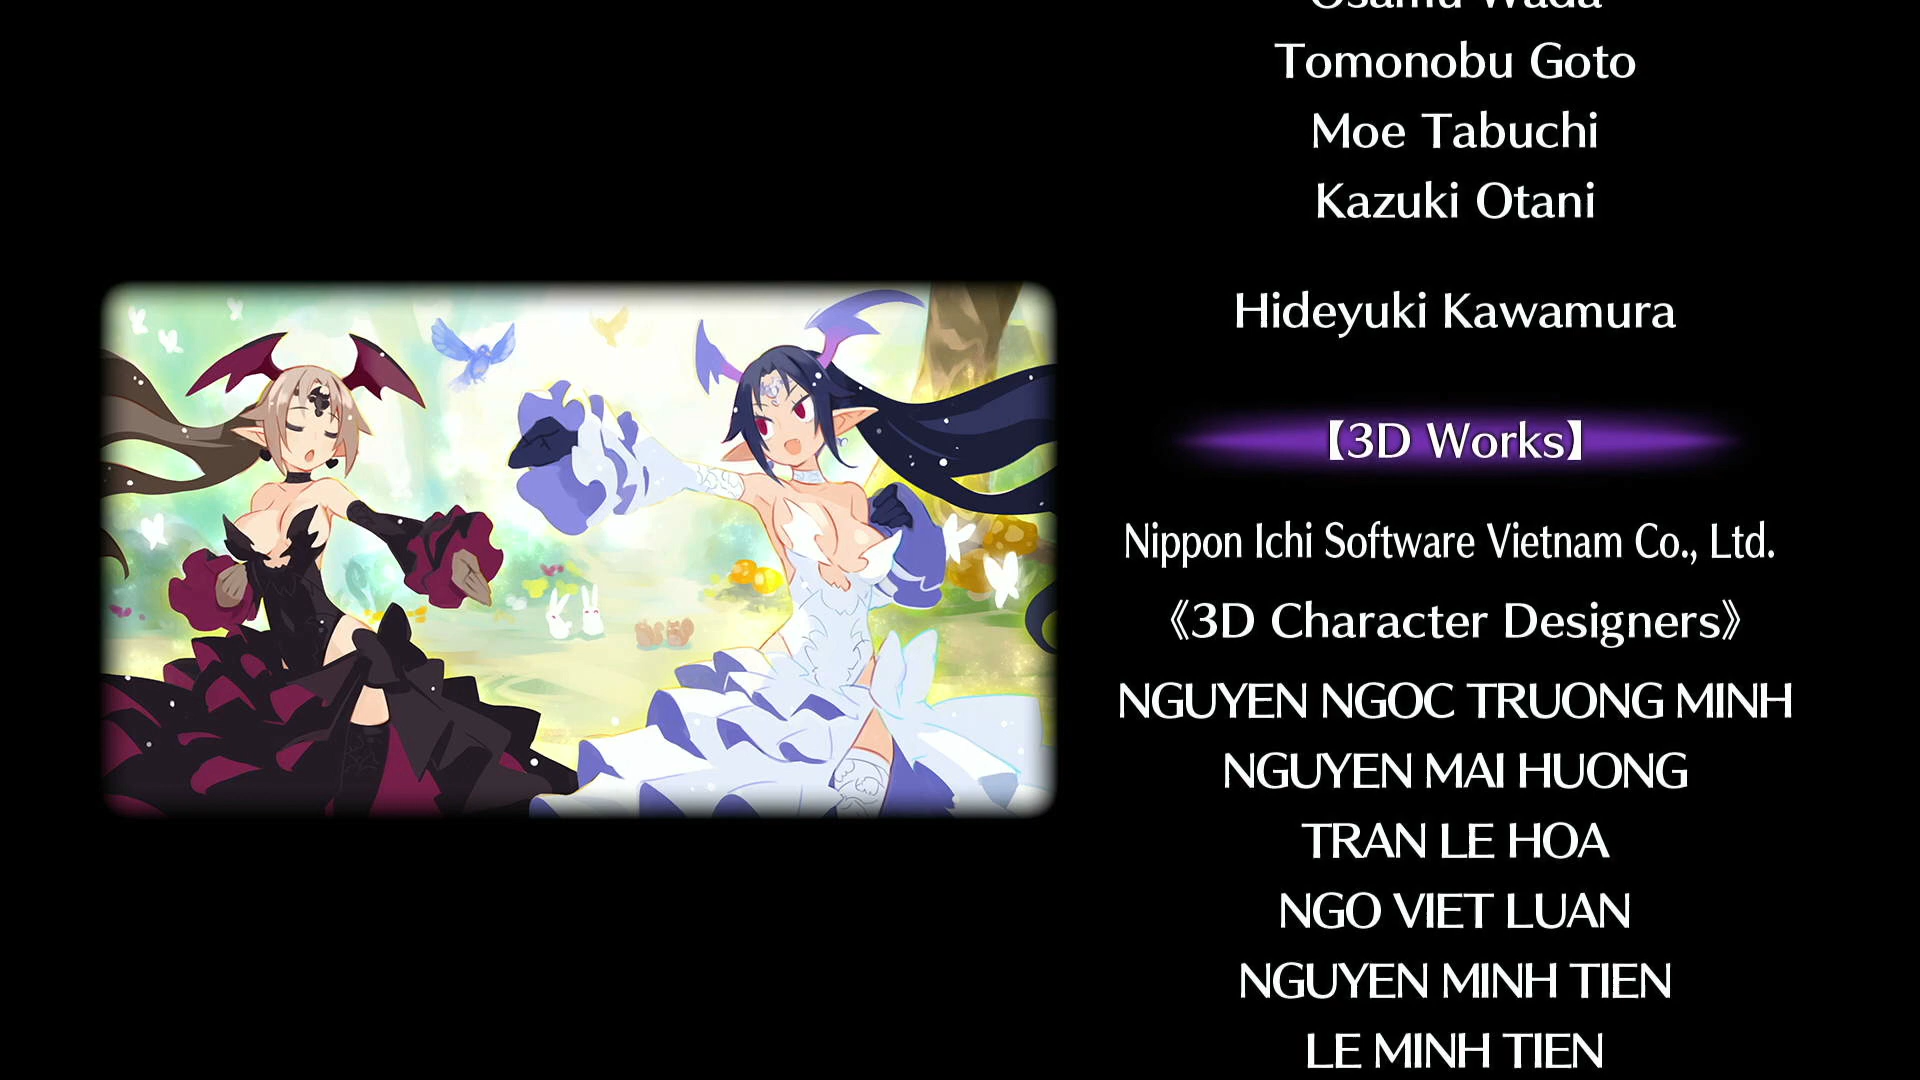 Osamu Wada
Tomonobu Goto
Moe Tabuchi
Kazuki Otani
Hideyuki Kawamura
【3D Works】
Nippon Ichi Software Vietnam Co., Ltd.
《3D Character Designers》
NGUYEN NGOC TRUONG MINH
NGUYEN MAI HUONG
TRAN LE HOA
NGO VIET LUAN
NGUYEN MINH TIEN
LE MINH TIEN